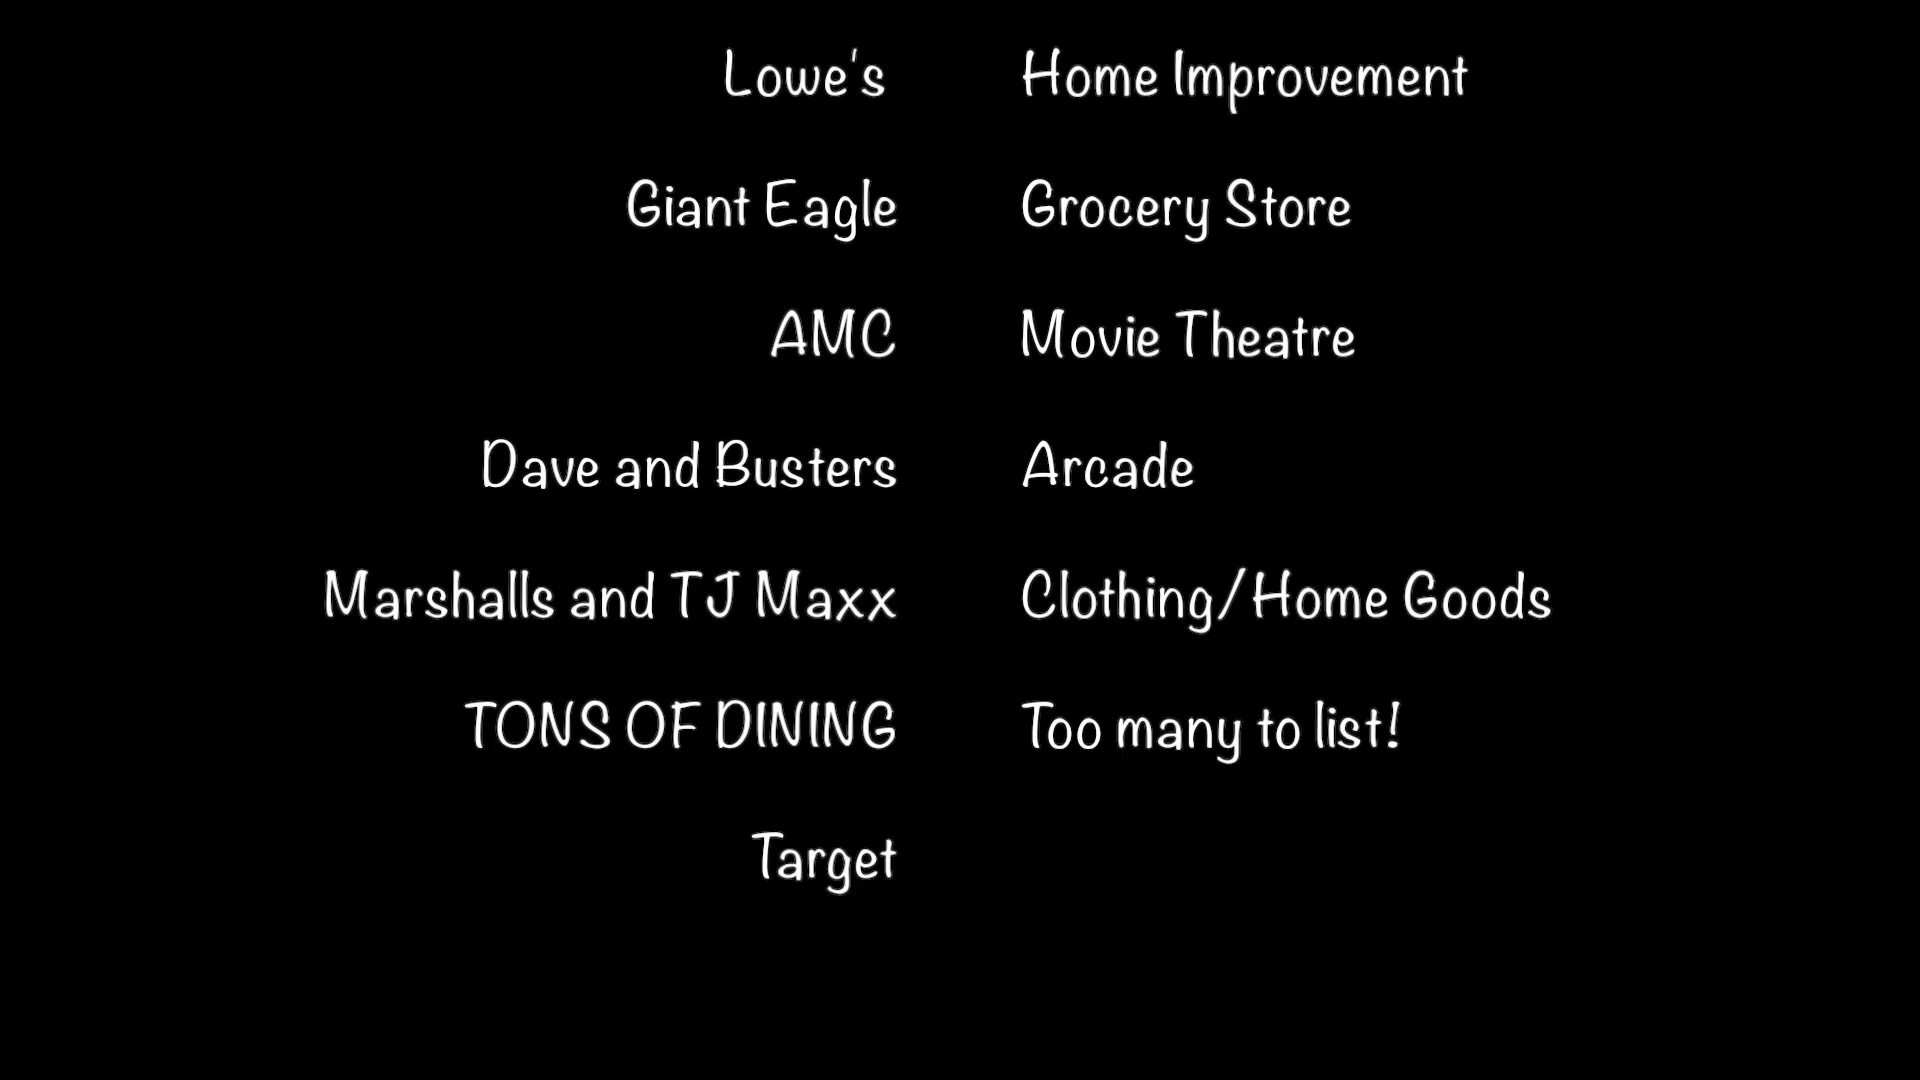 Lowe's Home Improvement
Giant Eagle Grocery Store
AMC Movie Theatre
Dave and Busters Arcade
Marshalls and TJ Maxx Clothing/Home Goods
TONS OF DINING Too many to list!
Target